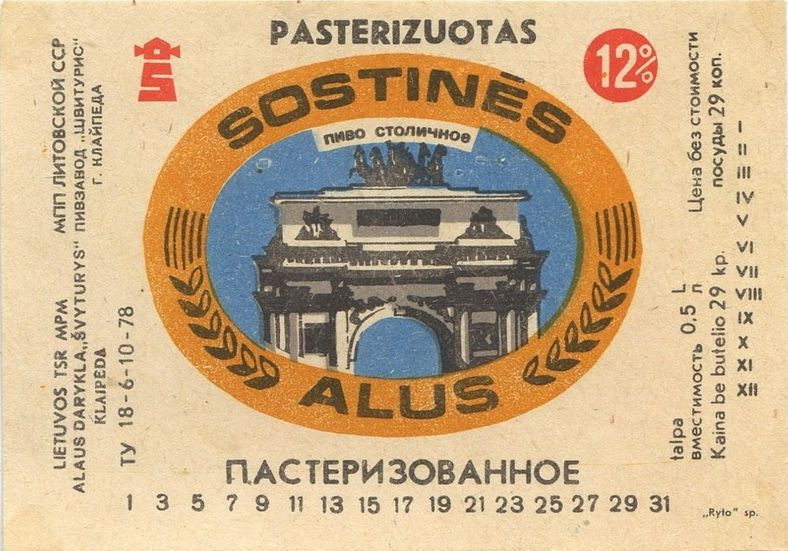 PASTERIZUOTAS
12%
SOSTINĖS
ПИВО СТОЛИЧНОЕ
ALUS
ПАСТЕРИЗОВАННОЕ
1 3 5 7 9 11 13 15 17 19 21 23 25 27 29 31
„Ryto" sp.
МПП ЛИТОВСКОЙ ССР
ПИВЗАВОД „ШВИТУРИС"
Г. КЛАЙПЕДА
LIETUVOS TSR MPM
ALAUS DARYKLA „ŠVYTURYS"
KLAIPĖDA
ТУ 18-6-10-78
Цена без стоимости
посуды 29 коп.
talpa
вместимость 0,5 L
л
Kaina be butelio 29 kp.
I II III IV V VI VII VIII IX X XI XII